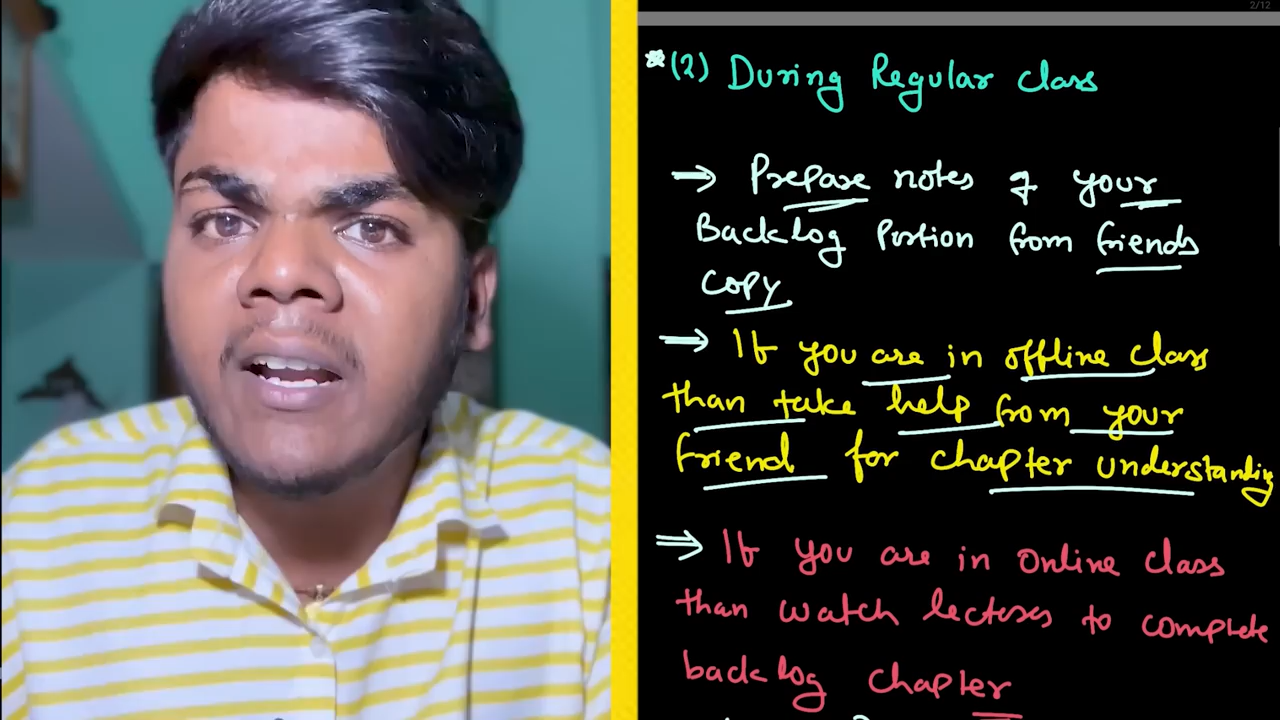 2/12
*(2) During Regular class
⇒ Prepare notes of your
Backlog Portion from friends
Copy
⇒ If you are in offline class
than take help from your
friend for chapter understanding
⇒ If you are in Online class
than watch lectures to complete
backlog chapter